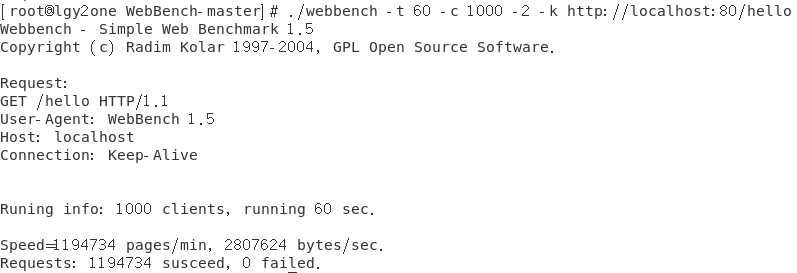 [root@lgy2one WebBench-master]# ./webbench -t 60 -c 1000 -2 -k http://localhost:80/hello
Webbench - Simple Web Benchmark 1.5
Copyright (c) Radim Kolar 1997-2004, GPL Open Source Software.
Request:
GET /hello HTTP/1.1
User-Agent: WebBench 1.5
Host: localhost
Connection: Keep-Alive
Runing info: 1000 clients, running 60 sec.
Speed=1194734 pages/min, 2807624 bytes/sec.
Requests: 1194734 susceed, 0 failed.